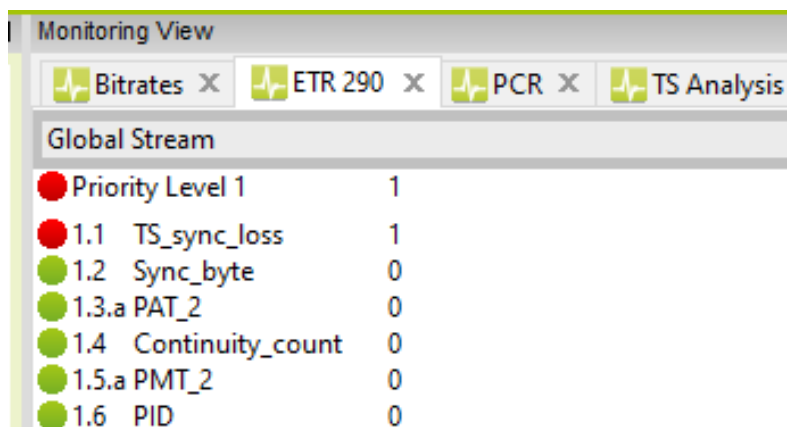 Monitoring View
Bitrates ETR 290 PCR TS Analysis
Global Stream
Priority Level 1 1
1.1 TS_sync_loss 1
1.2 Sync_byte 0
1.3.a PAT_2 0
1.4 Continuity_count 0
1.5.a PMT_2 0
1.6 PID 0